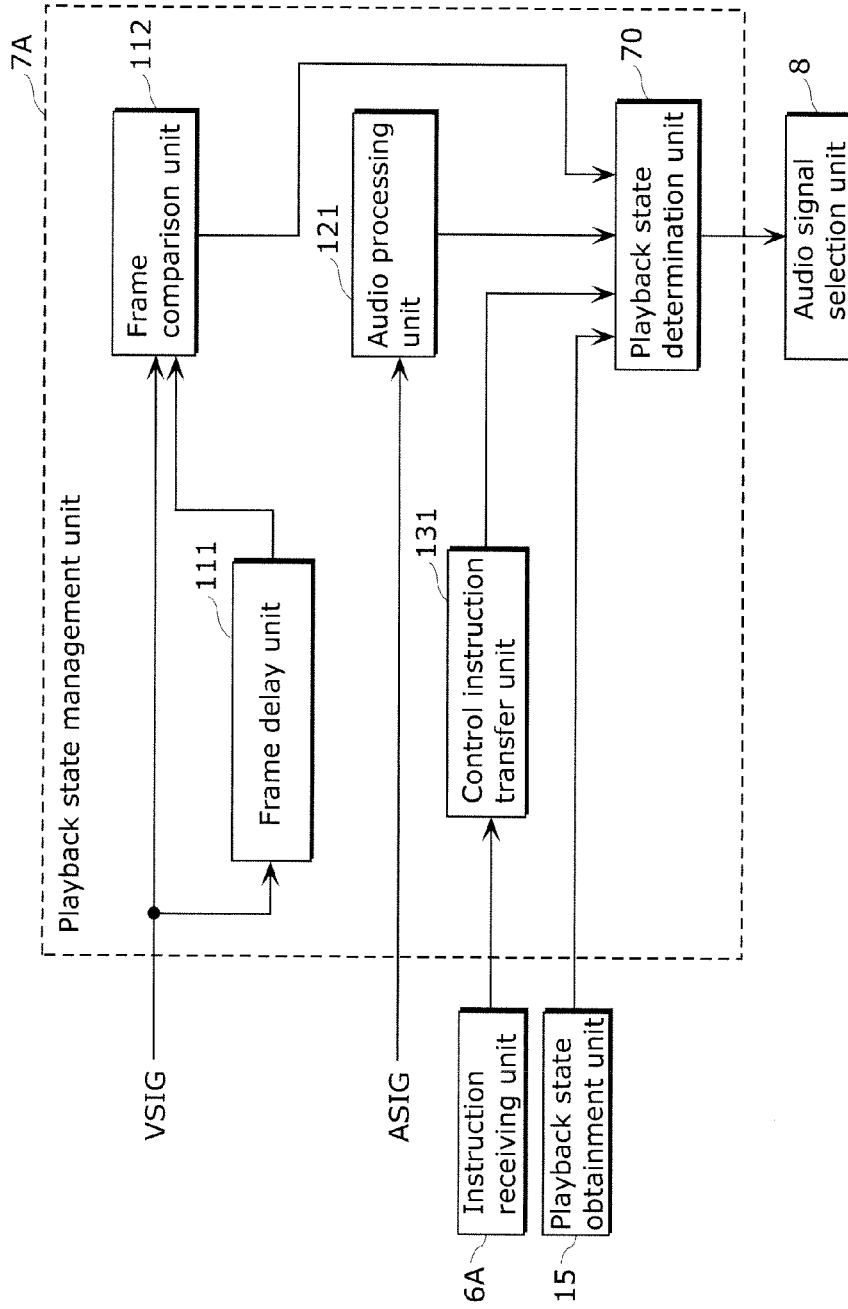 7A
Playback state management unit
112
Frame
comparison unit
VSIG
111
Frame delay unit
121
Audio processing
unit
ASIG
131
Control instruction
transfer unit
Instruction
receiving unit
6A
Playback state
obtainment unit
15
70
Playback state
determination unit
8
Audio signal
selection unit